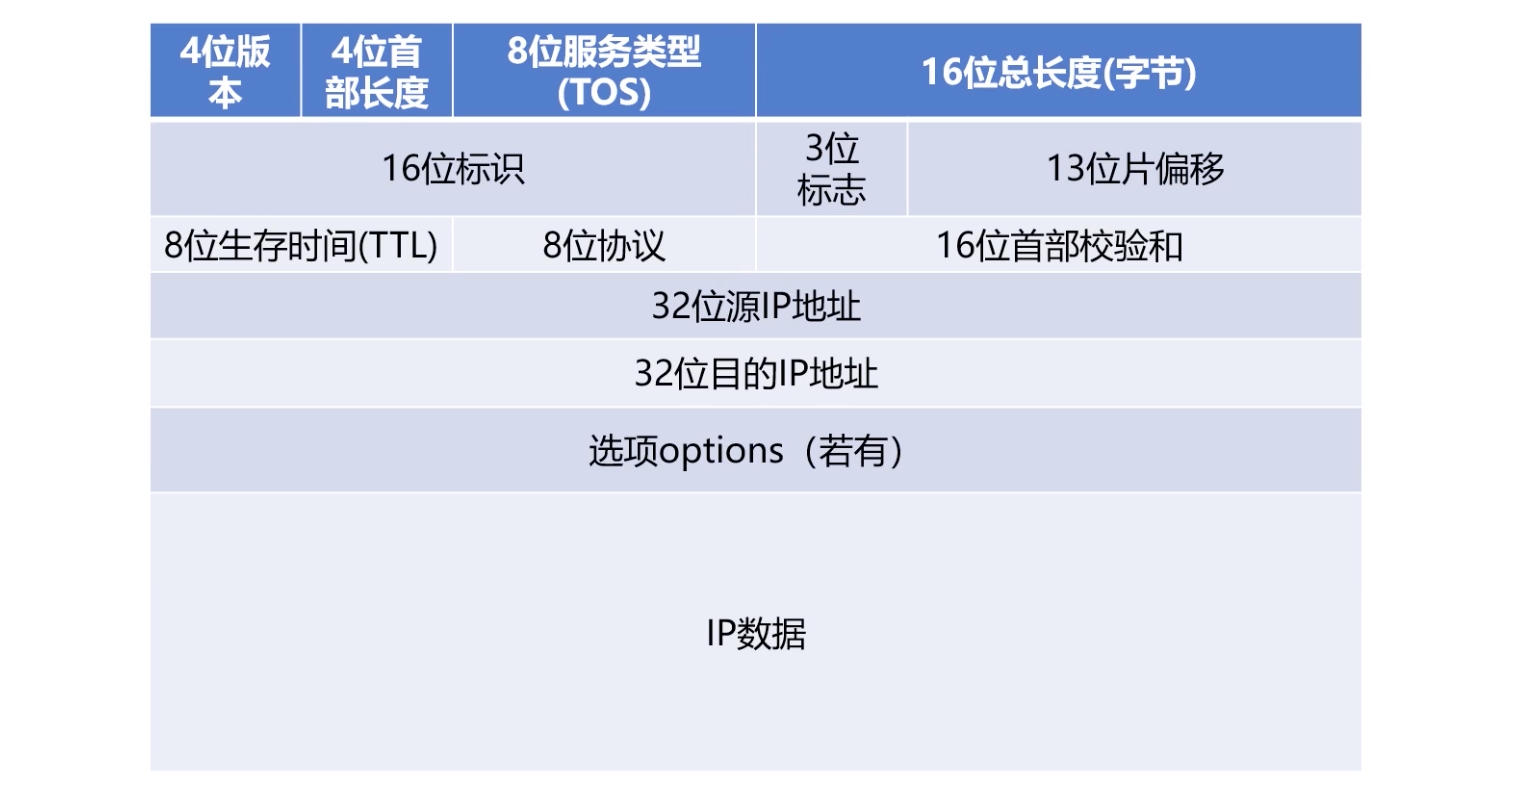 4位版
本
4位首
部长度
8位服务类型
(TOS)
16位总长度(字节)
16位标识
3位
标志
13位片偏移
8位生存时间(TTL)
8位协议
16位首部校验和
32位源IP地址
32位目的IP地址
选项options（若有）
IP数据